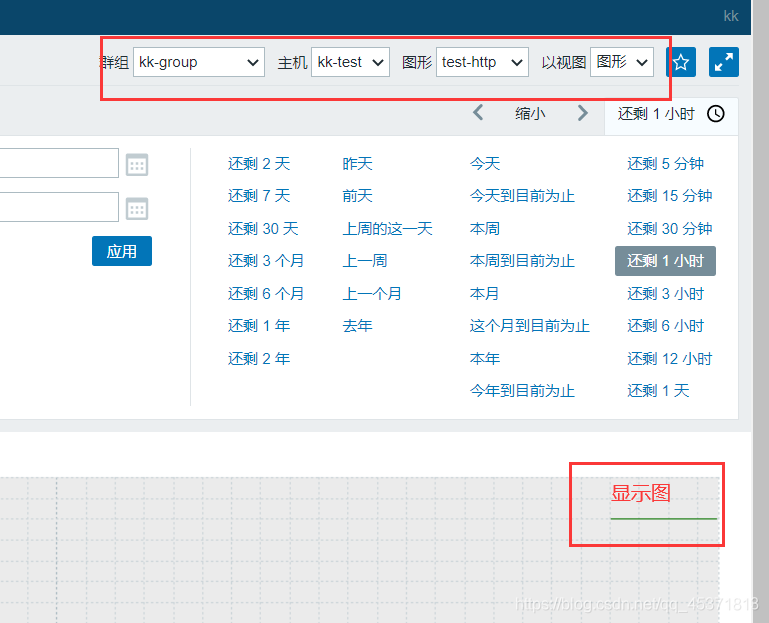 kk
群组 kk-group 主机 kk-test 图形 test-http 以视图 图形
缩小 还剩 1 小时
还剩 2 天 昨天 今天 还剩 5 分钟
还剩 7 天 前天 今天到目前为止 还剩 15 分钟
还剩 30 天 上周的这一天 本周 还剩 30 分钟
应用
还剩 3 个月 上一周 本周到目前为止 还剩 1 小时
还剩 6 个月 上一个月 本月 还剩 3 小时
还剩 1 年 去年 这个月到目前为止 还剩 6 小时
还剩 2 年 本年 还剩 12 小时
今年到目前为止 还剩 1 天
显示图
https://blog.csdn.net/qq_45371813